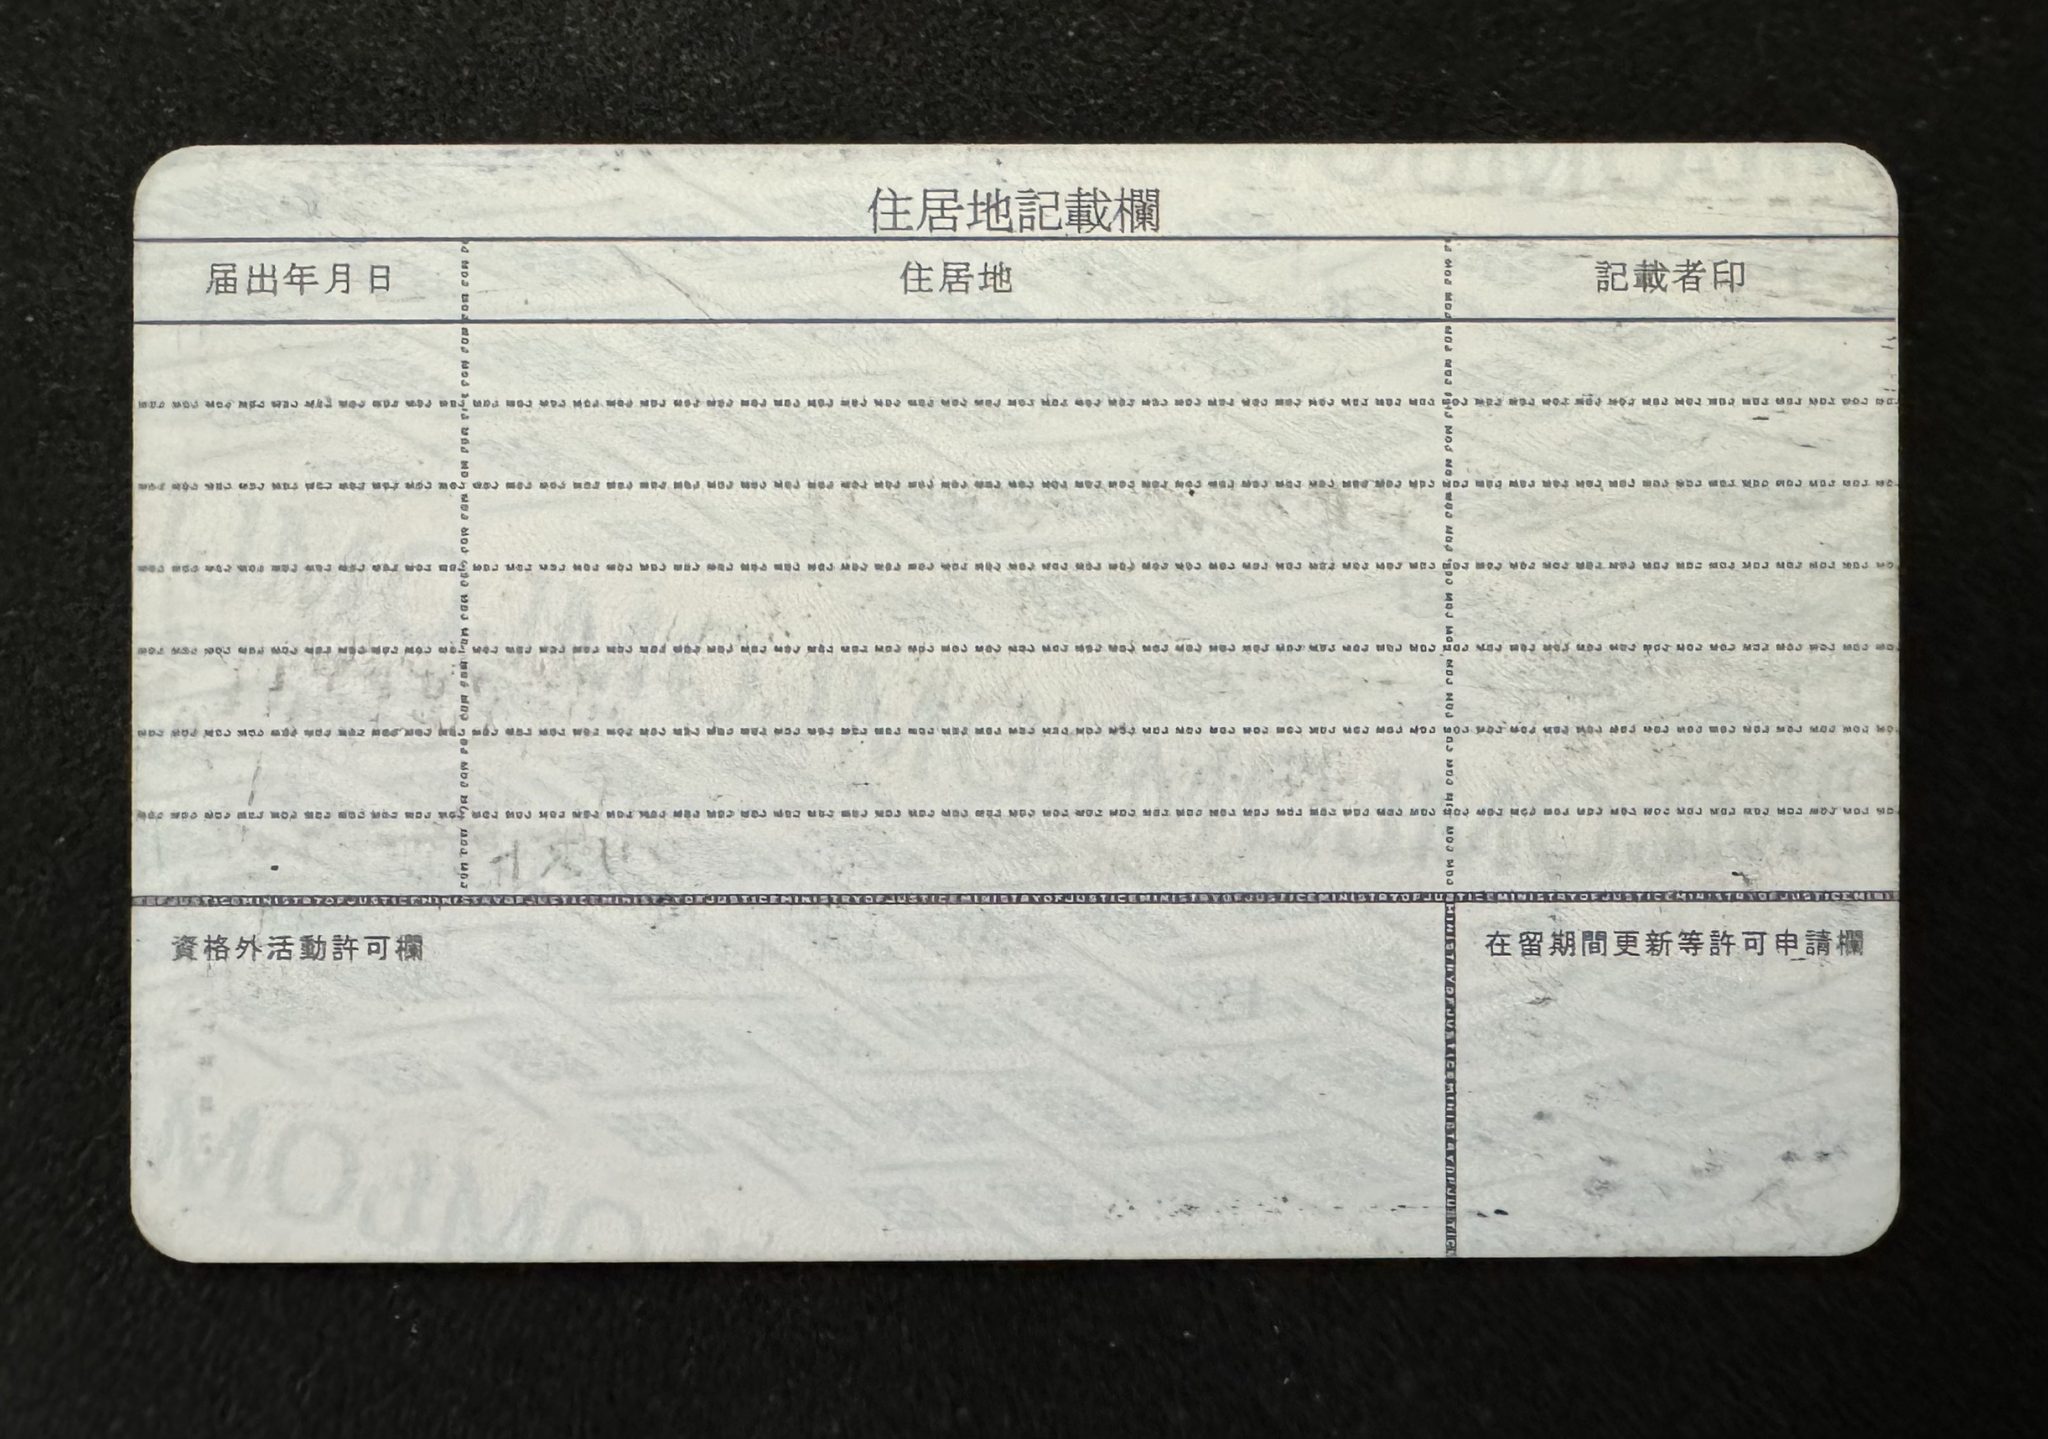 住居地記載欄
届出年月日 住居地 記載者印
MINISTRYOFJUSTICEMINISTRYOFJUSTICEMINISTRYOFJUSTICEMINISTRYOFJUSTICE
資格外活動許可欄 在留期間更新等許可申請欄